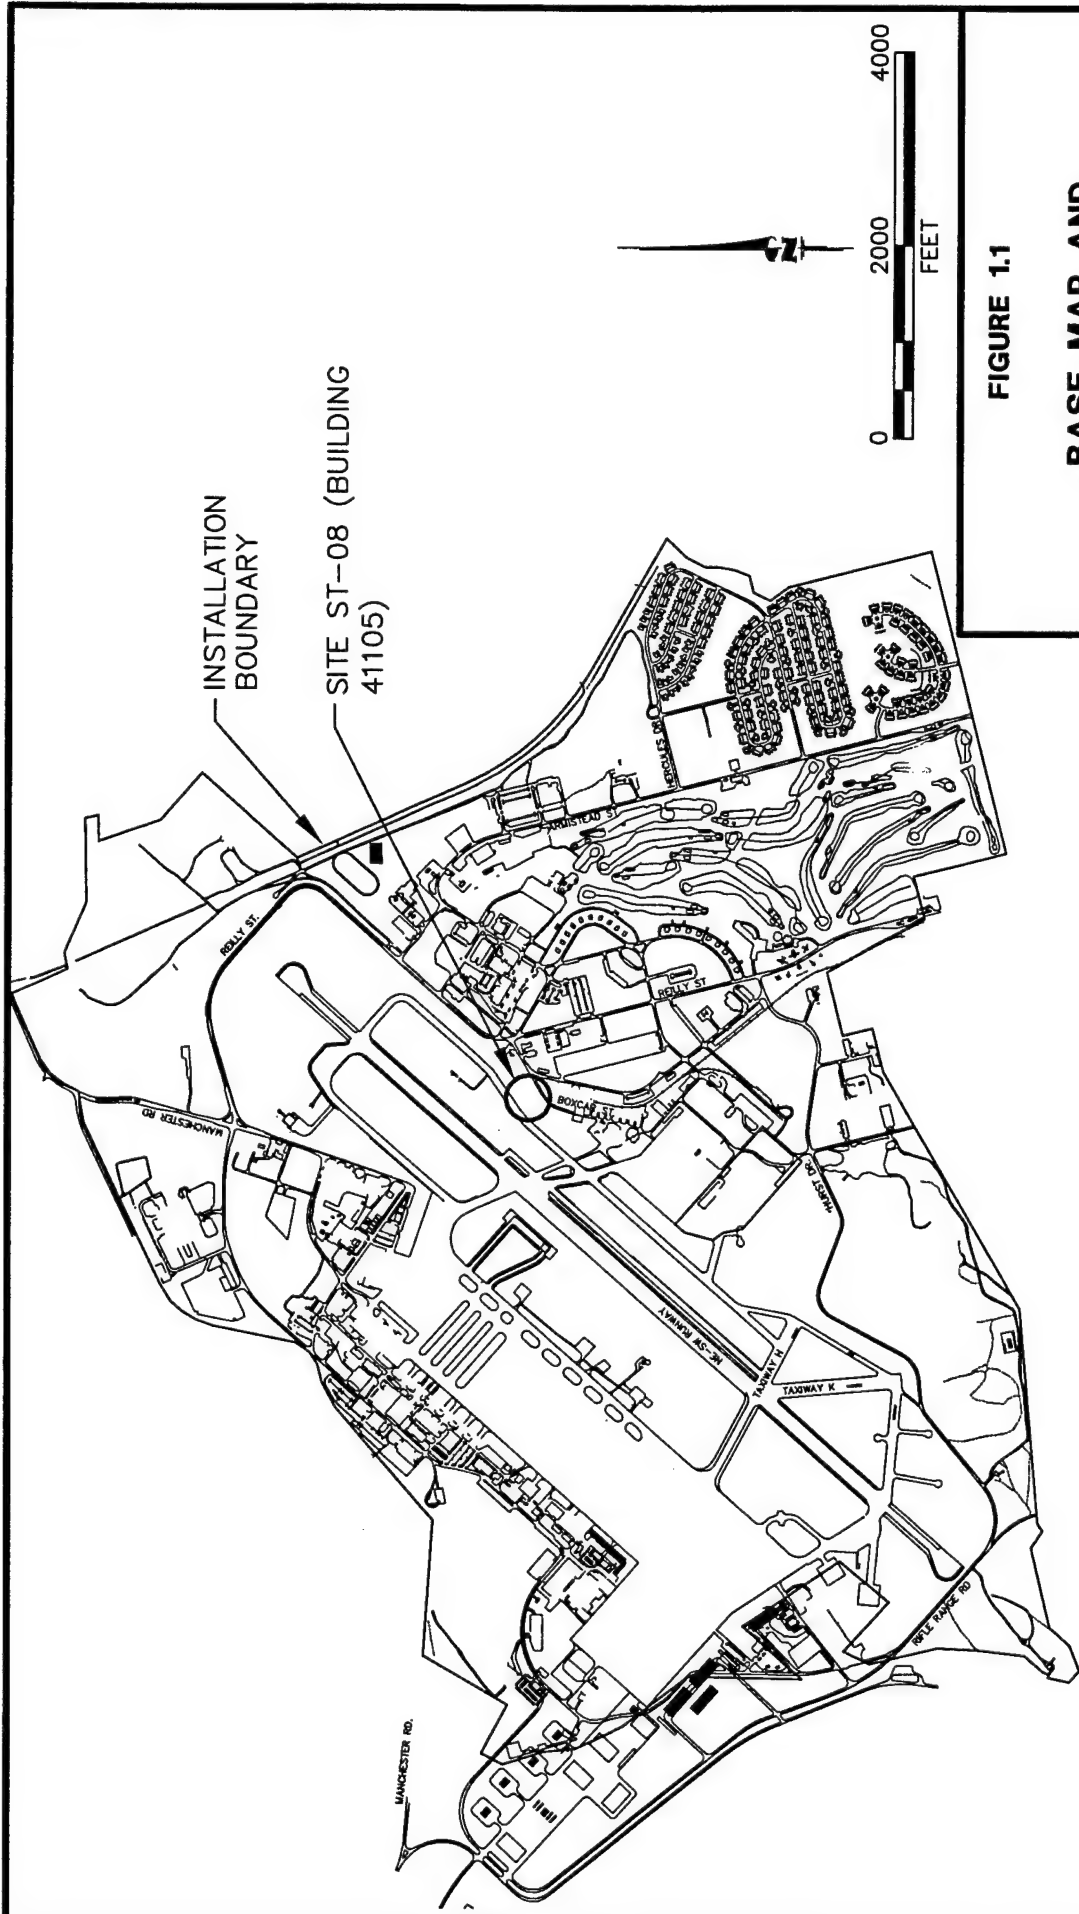 INSTALLATION
BOUNDARY
SITE ST-08 (BUILDING
41105)
MANCHESTER RD.
MANCHESTER RD
REILLY ST.
ARMISTEAD ST
HERCULES DR
REILLY ST
BOXCAR ST.
HURST DR
NE-SW RUNWAY
TAXIWAY H
TAXIWAY K
RIFLE RANGE RD
N
0 2000 4000
FEET
FIGURE 1.1
BASE MAP AND